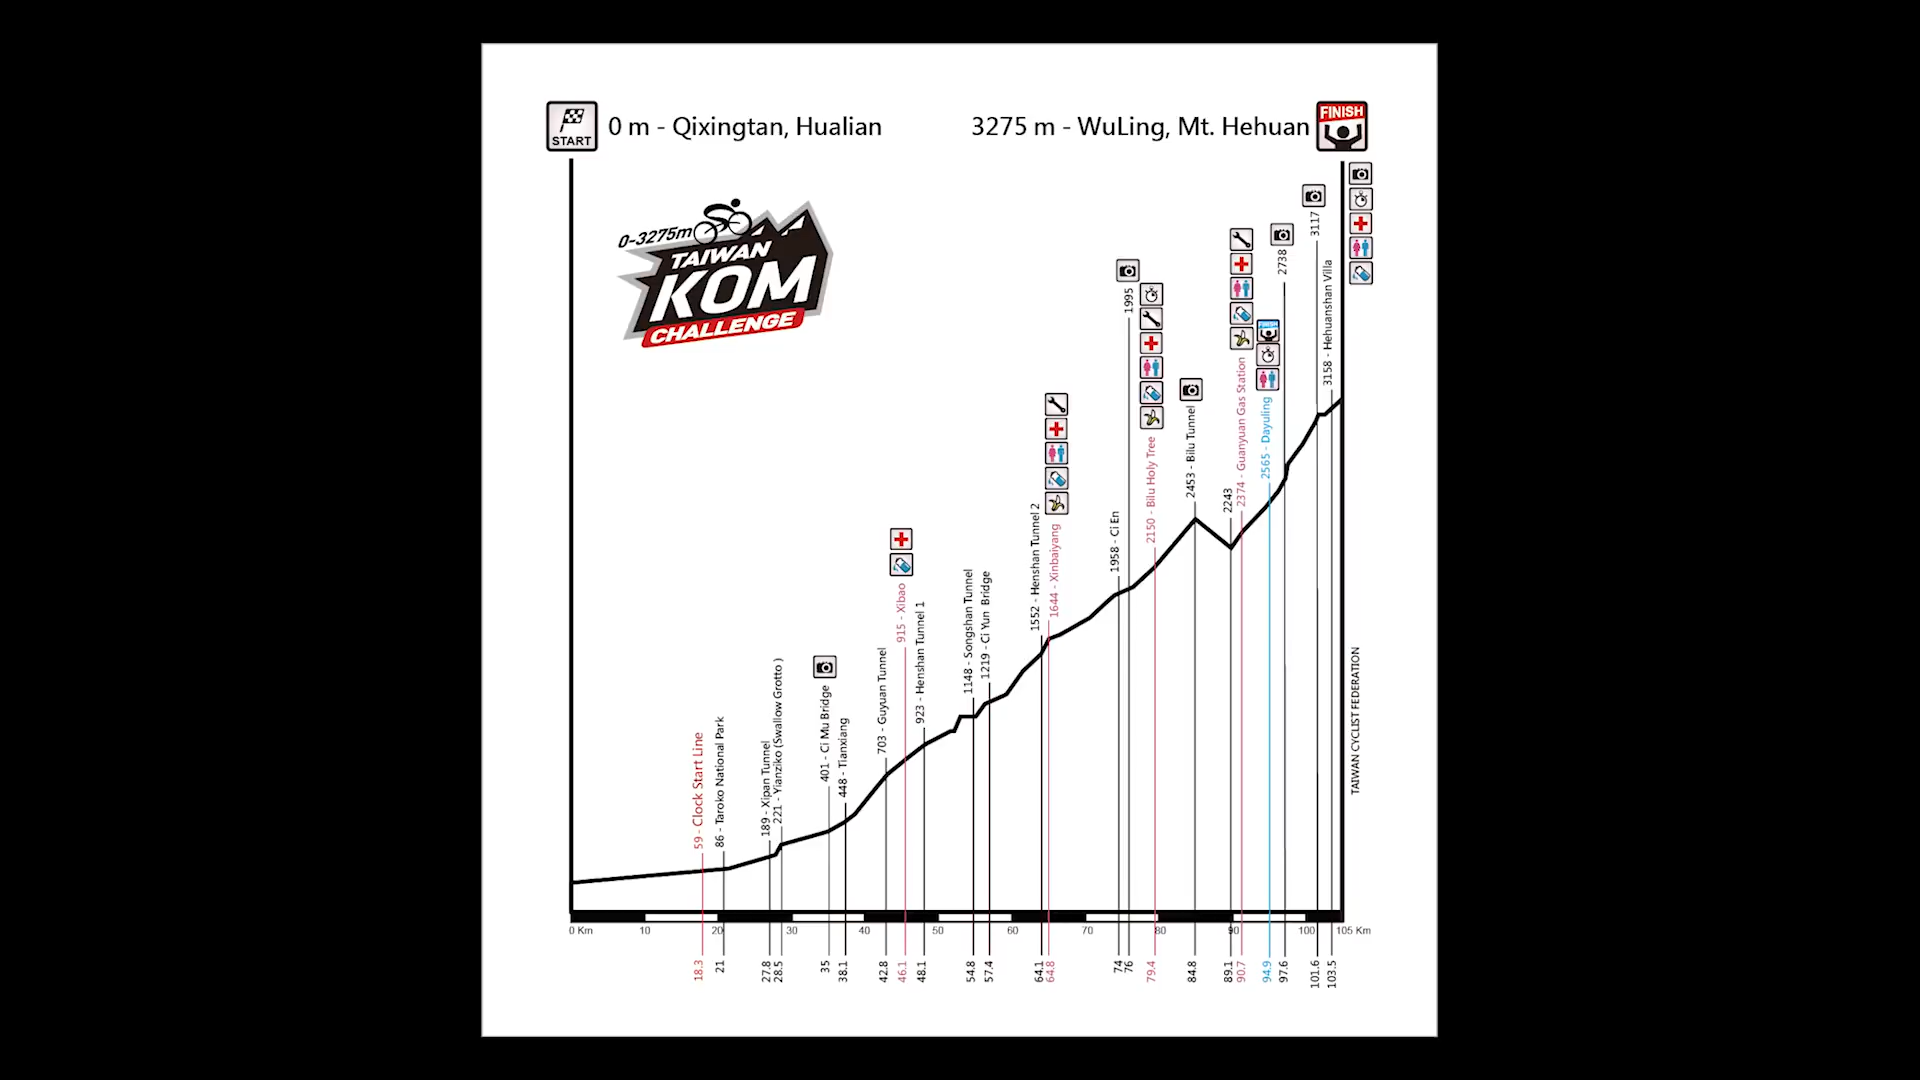 START
0 m - Qixingtan, Hualian
3275 m - WuLing, Mt. Hehuan
FINISH
0-3275m
TAIWAN
KOM
CHALLENGE
59 - Clock Start Line
86 - Taroko National Park
189 - Xipan Tunnel
221 - Yianziko (Swallow Grotto )
401 - Ci Mu Bridge
448 - Tianxiang
703 - Guyuan Tunnel
915 - Xibao
923 - Henshan Tunnel 1
1148 - Songshan Tunnel
1219 - Ci Yun Bridge
1552 - Henshan Tunnel 2
1644 - Xinbaiyang
1958 - Ci En
1995
2150 - Bilu Holy Tree
2453 - Bilu Tunnel
2243
2374 - Guanyuan Gas Station
FINISH
2565 - Dayuling
2738
3117
3158 - Hehuanshan Villa
TAIWAN CYCLIST FEDERATION
0 Km 10 20 30 40 50 60 70 80 90 100 105 Km
18.3 21 27.8 28.5 35 38.1 42.8 46.1 48.1 54.8 57.4 64.1 64.8 74 76 79.4 84.8 89.1 90.7 94.9 97.6 101.6 103.5